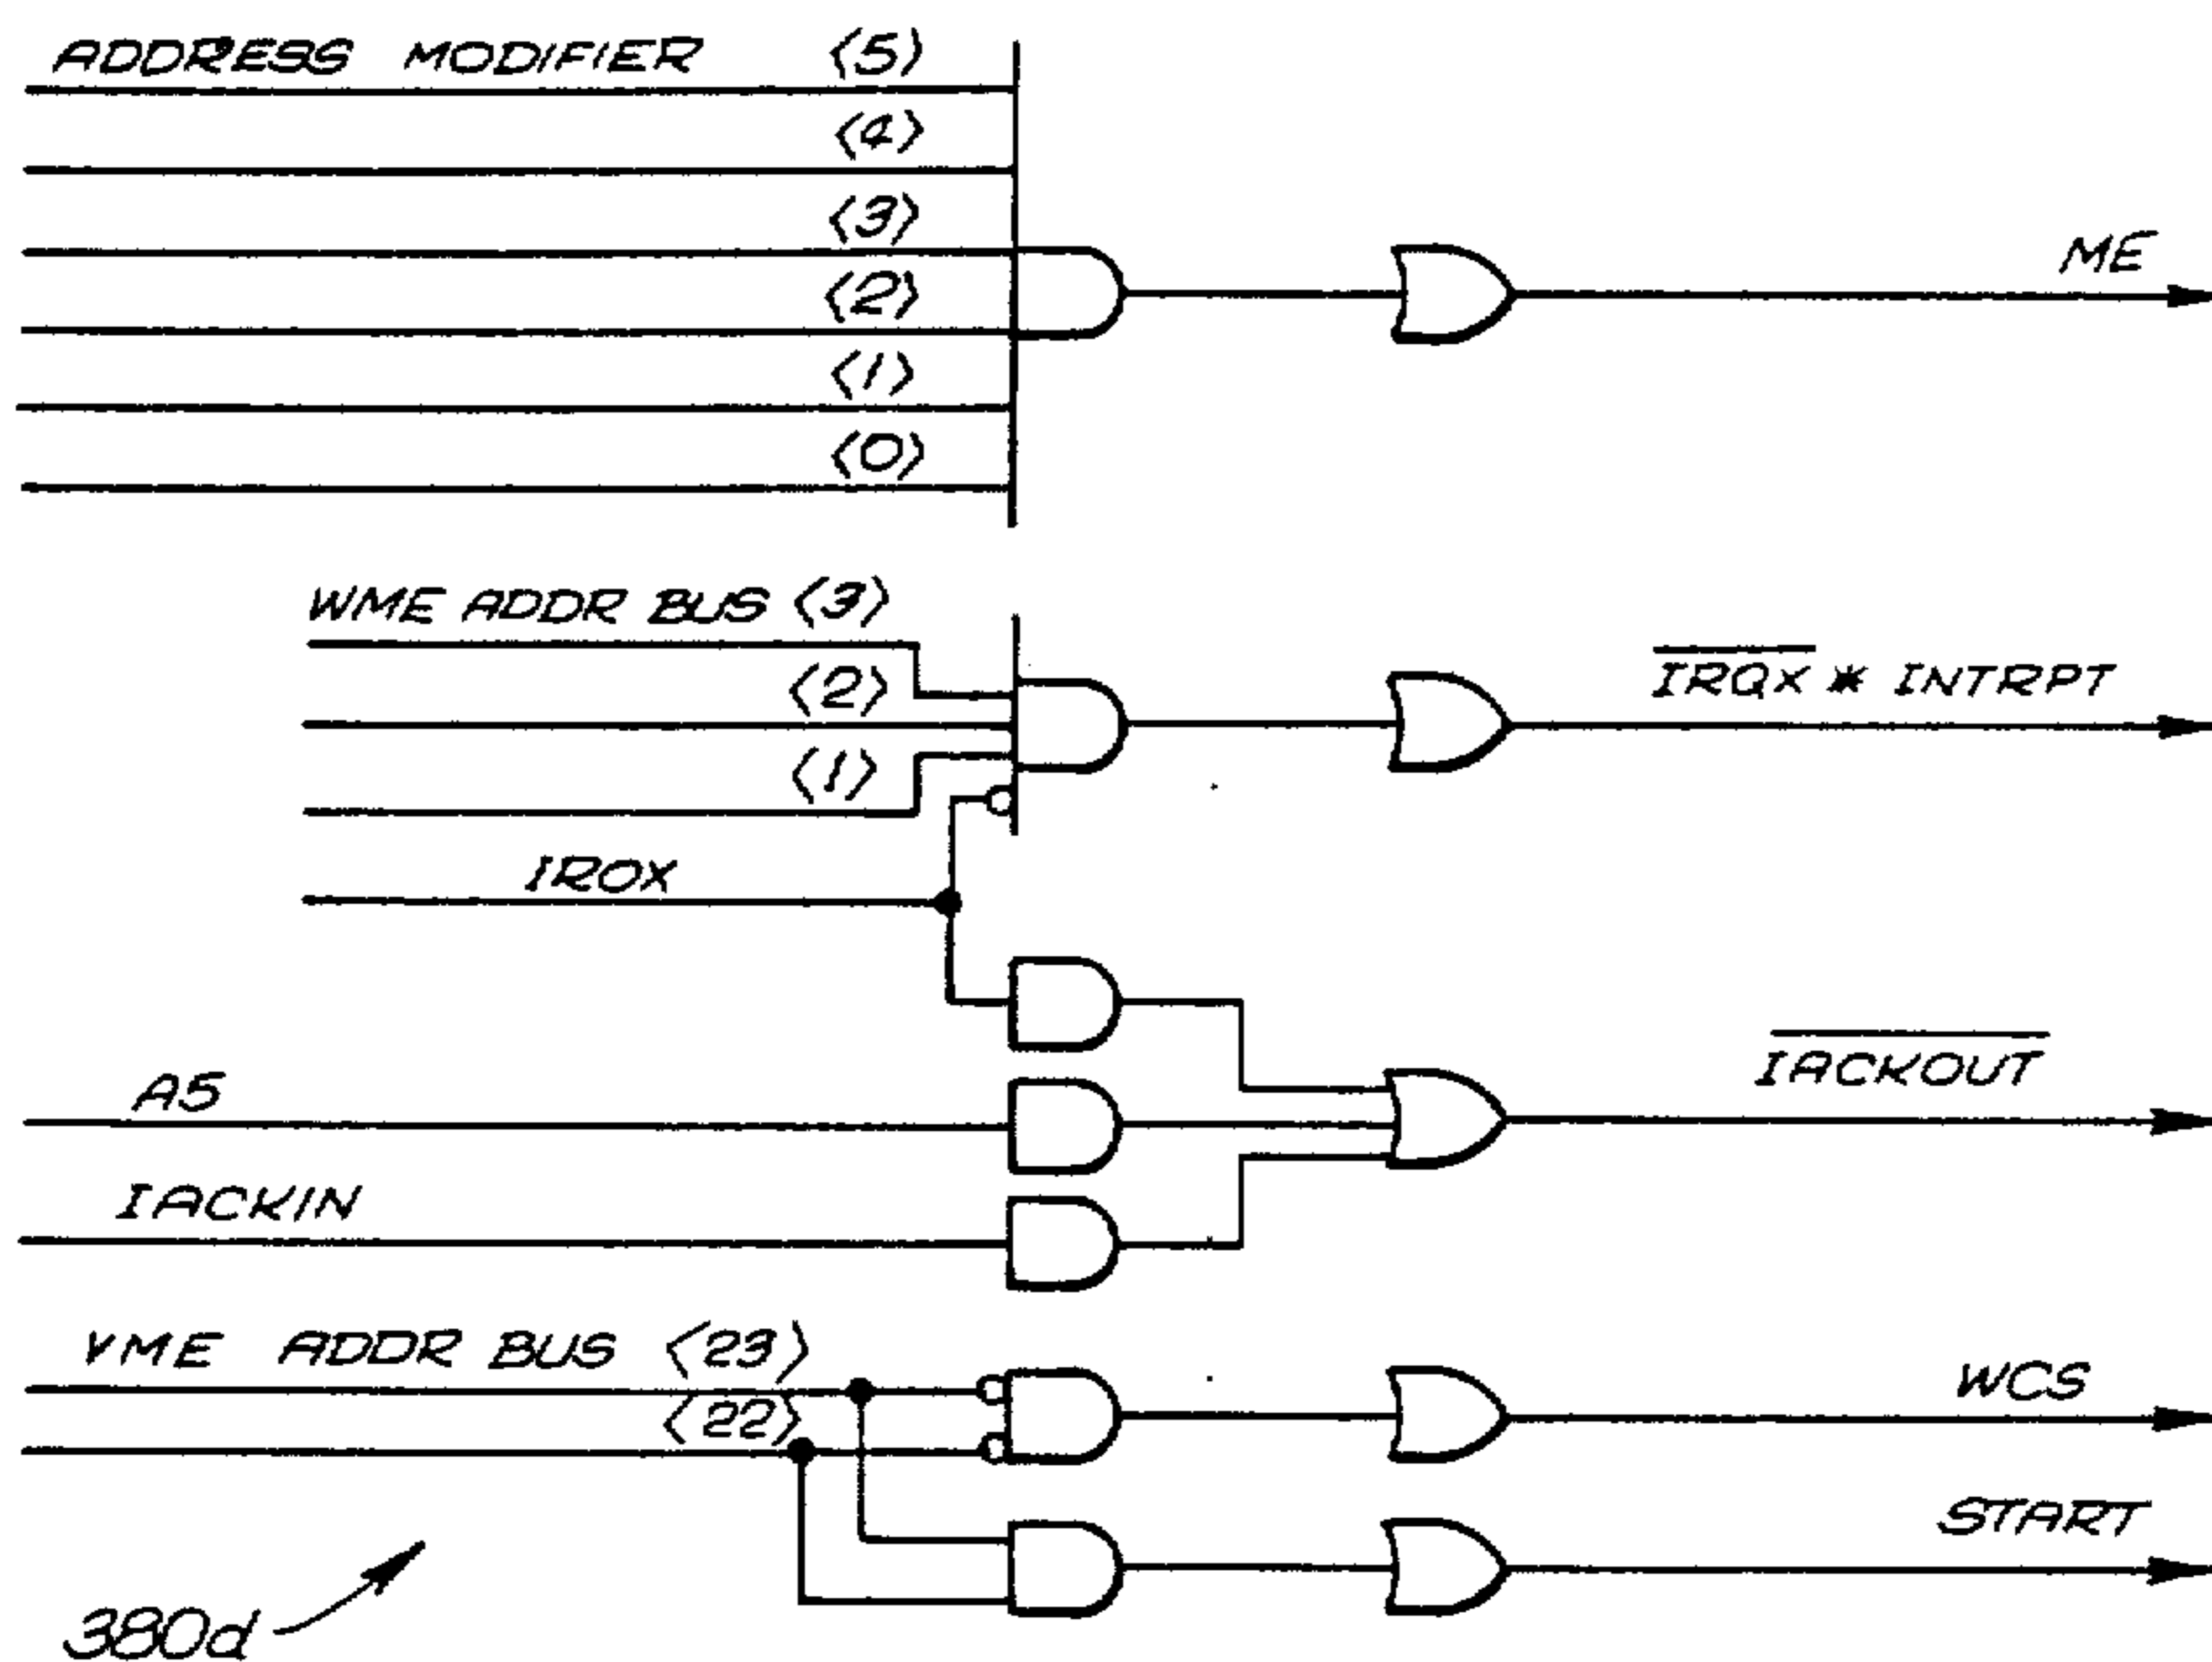 ADDRESS MODIFIER ⟨5⟩
⟨4⟩
⟨3⟩
⟨2⟩
⟨1⟩
⟨0⟩
ME
WME ADDR BUS ⟨3⟩
⟨2⟩
⟨1⟩
IRQX * INTRPT
IROX
IACKOUT
A5
IACKIN
VME ADDR BUS ⟨23⟩
⟨22⟩
WCS
START
380d